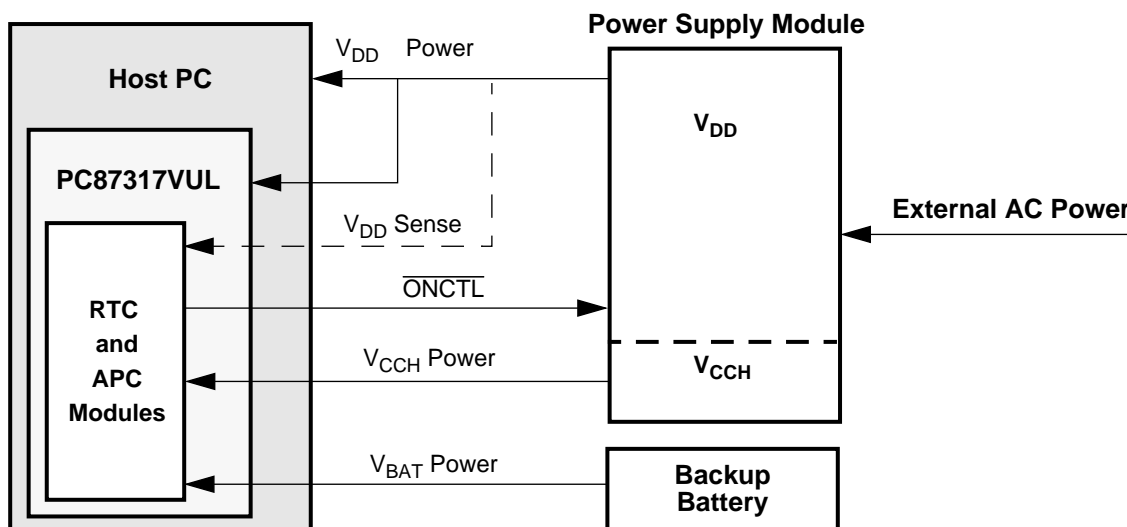 Power Supply Module
V_DD Power
Host PC
V_DD
PC87317VUL
External AC Power
V_DD Sense
ONCTL
RTC
and
APC
Modules
V_CCH Power
V_CCH
V_BAT Power
Backup
Battery